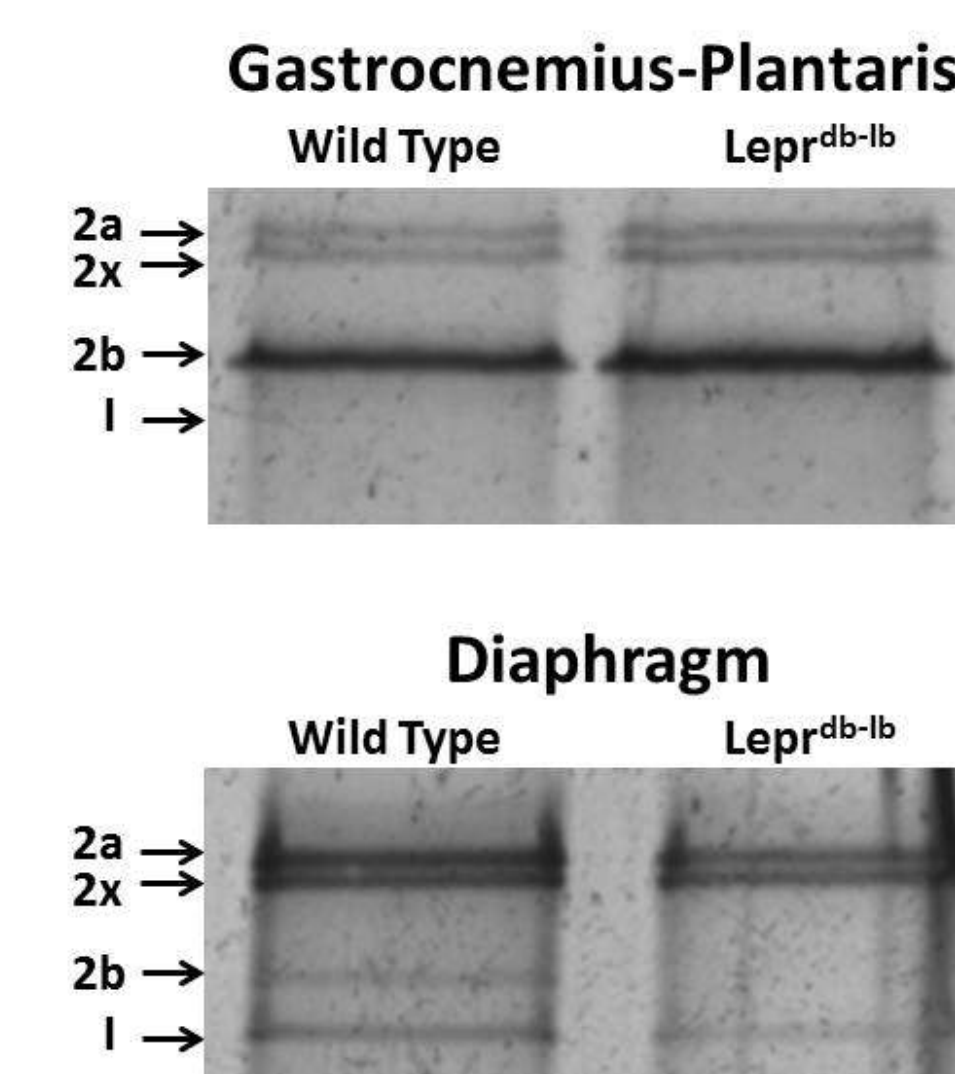 Gastrocnemius-Plantaris
Wild Type Lepr^db-lb
2a
2x
2b
I
Diaphragm
Wild Type Lepr^db-lb
2a
2x
2b
I